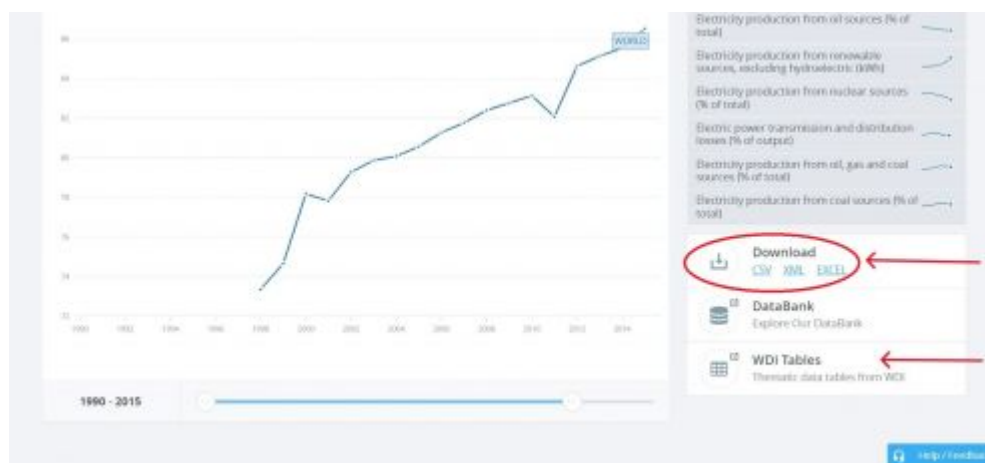 Electricity production from oil sources (% of
total)
Electricity production from renewable
sources, excluding hydroelectric (kWh)
Electricity production from nuclear sources
(% of total)
Electric power transmission and distribution
losses (% of output)
Electricity production from oil, gas and coal
sources (% of total)
Electricity production from coal sources (% of
total)
WORLD
74
72
1990 1992 1994 1996 1998 2000 2002 2004 2006 2008 2010 2012 2014
1990 - 2015
Download
CSV XML EXCEL
DataBank
Explore Our DataBank
WDI Tables
Thematic data tables from WDI
Help / Feedback